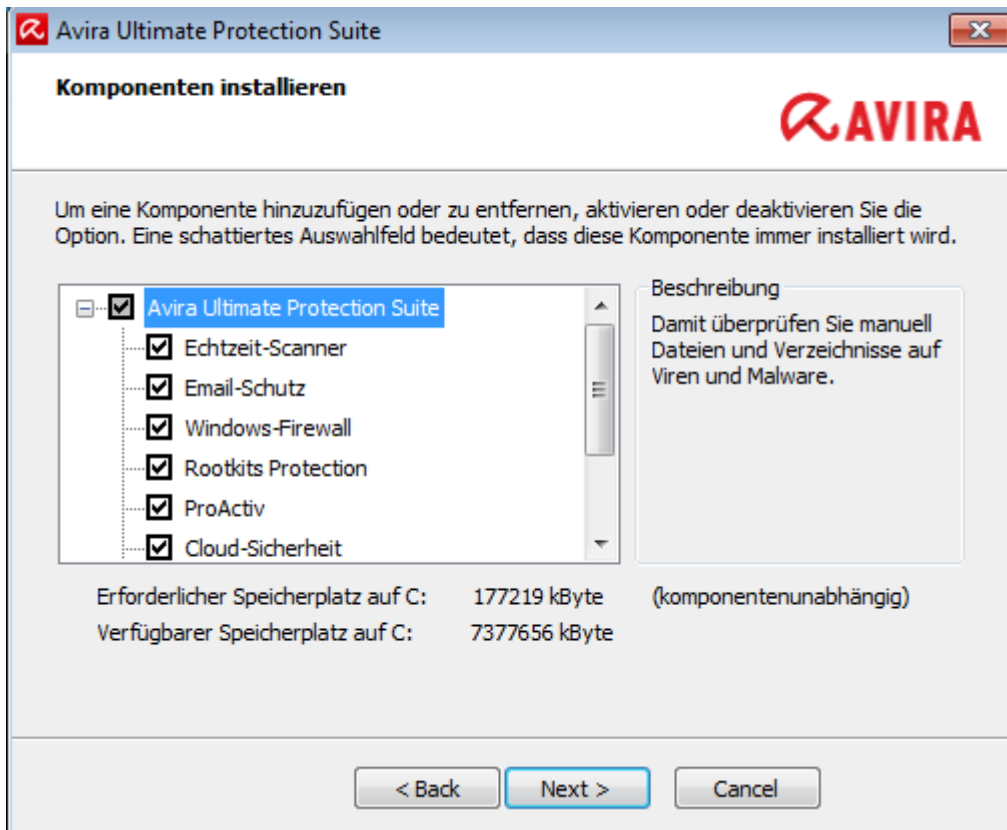 Avira Ultimate Protection Suite
Komponenten installieren
AVIRA
Um eine Komponente hinzuzufügen oder zu entfernen, aktivieren oder deaktivieren Sie die
Option. Eine schattiertes Auswahlfeld bedeutet, dass diese Komponente immer installiert wird.
Avira Ultimate Protection Suite
Echtzeit-Scanner
Email-Schutz
Windows-Firewall
Rootkits Protection
ProActiv
Cloud-Sicherheit
Beschreibung
Damit überprüfen Sie manuell
Dateien und Verzeichnisse auf
Viren und Malware.
Erforderlicher Speicherplatz auf C: 177219 kByte (komponentenunabhängig)
Verfügbarer Speicherplatz auf C: 7377656 kByte
< Back Next > Cancel